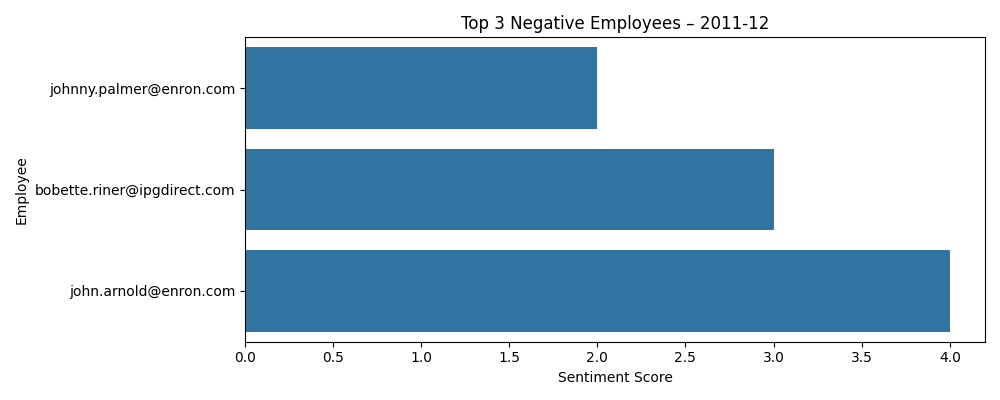 Top 3 Negative Employees – 2011-12
Employee
johnny.palmer@enron.com
bobette.riner@ipgdirect.com
john.arnold@enron.com
0.0 0.5 1.0 1.5 2.0 2.5 3.0 3.5 4.0
Sentiment Score